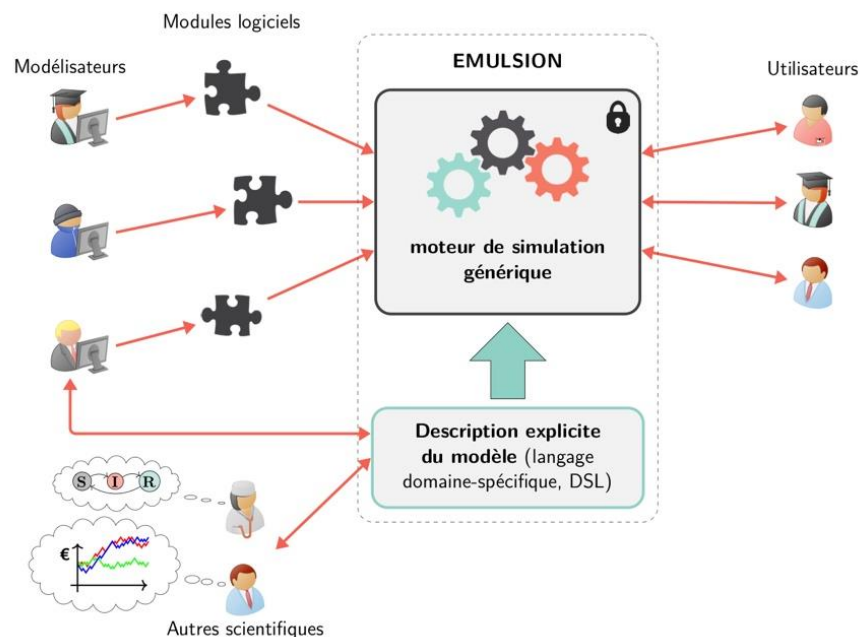 Modules logiciels
Modélisateurs
EMULSION
Utilisateurs
moteur de simulation
générique
Description explicite
du modèle (langage
domaine-spécifique, DSL)
S I R
€
Autres scientifiques